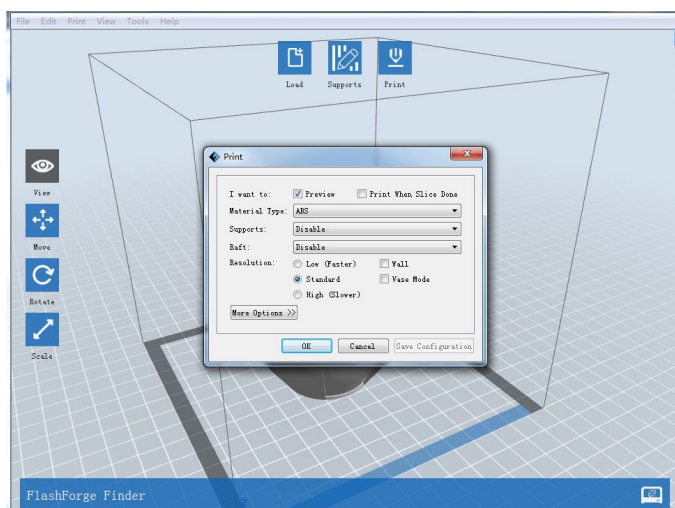 File Edit Print View Tools Help
Load Supports Print
View
Move
Rotate
Scale
Print
I want to: Preview Print When Slice Done
Material Type: ABS
Supports: Disable
Raft: Disable
Resolution: Low (Faster) Wall
Standard Vase Mode
High (Slower)
More Options >>
OK Cancel Save Configuration
FlashForge Finder